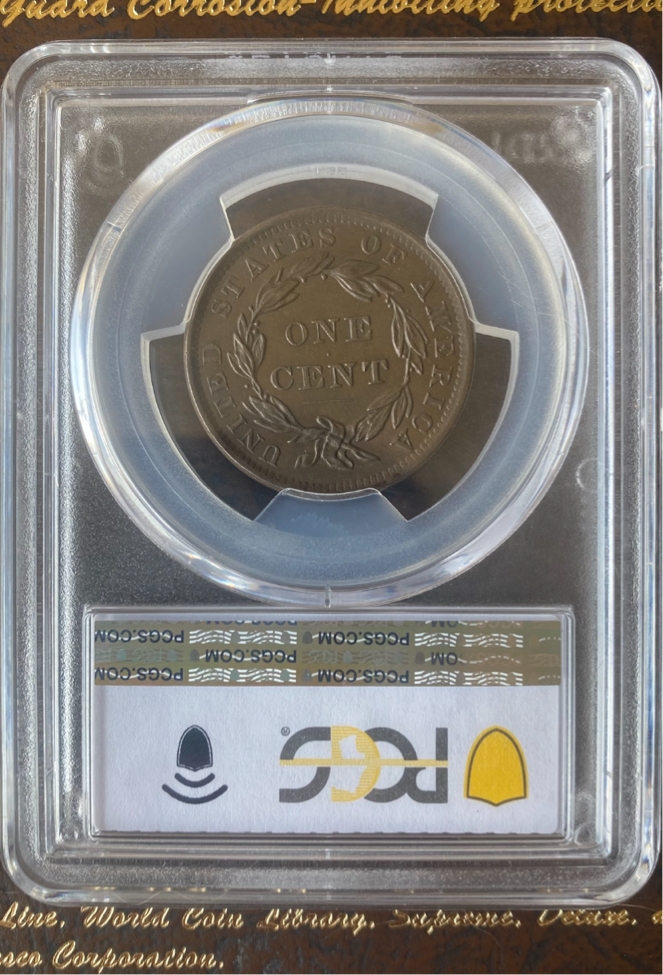 Guard Corrosion-Inhibiting protecti
UNITED STATES OF AMERICA
ONE
CENT
PCGS.COM PCGS.COM
PCGS.COM PCGS.COM
PCGS ®
Line, World Coin Library, Supreme, Deluxe,
sco Corporation.